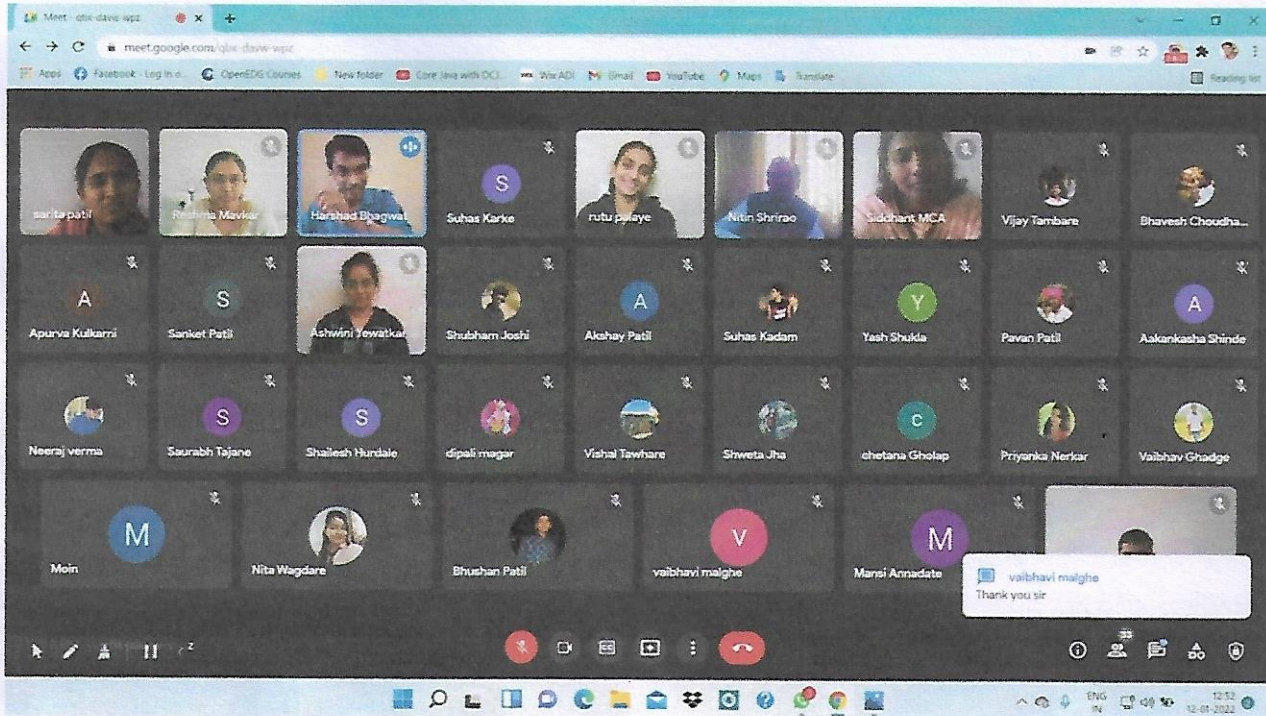 Meet - qbx-davw-wpz
meet.google.com/qbx-davw-wpz
Apps Facebook - Log In o... OpenEDG Courses New folder Core Java with OCJ... Wix ADI Gmail YouTube Maps Translate Reading list
sarita patil Reshma Mavkar Harshad Bhagwat S Suhas Karke rutu palaye Nitin Shrirao Siddhant MCA Vijay Tambare Bhavesh Choudha...
A Apurva Kulkarni S Sanket Patil Ashwini Yewatkar Shubham Joshi A Akshay Patil Suhas Kadam Y Yash Shukla Pavan Patil A Aakankasha Shinde
Neeraj verma S Saurabh Tajane S Shailesh Hurdale dipali magar Vishal Tawhare Shweta Jha c chetana Gholap Priyanka Nerkar Vaibhav Ghadge
M Moin Nita Wagdare Bhushan Patil V vaibhavi malghe M Mansi Annadate
vaibhavi malghe
Thank you sir
33
ENG
IN
12:52
12-01-2022